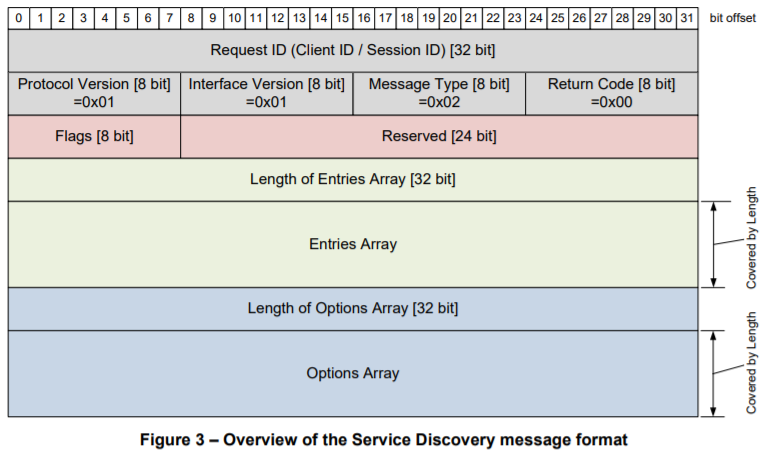 0 1 2 3 4 5 6 7 8 9 10 11 12 13 14 15 16 17 18 19 20 21 22 23 24 25 26 27 28 29 30 31 bit offset
Request ID (Client ID / Session ID) [32 bit]
Protocol Version [8 bit]
=0x01
Interface Version [8 bit]
=0x01
Message Type [8 bit]
=0x02
Return Code [8 bit]
=0x00
Flags [8 bit]
Reserved [24 bit]
Length of Entries Array [32 bit]
Entries Array
Covered by Length
Length of Options Array [32 bit]
Options Array
Covered by Length
Figure 3 – Overview of the Service Discovery message format